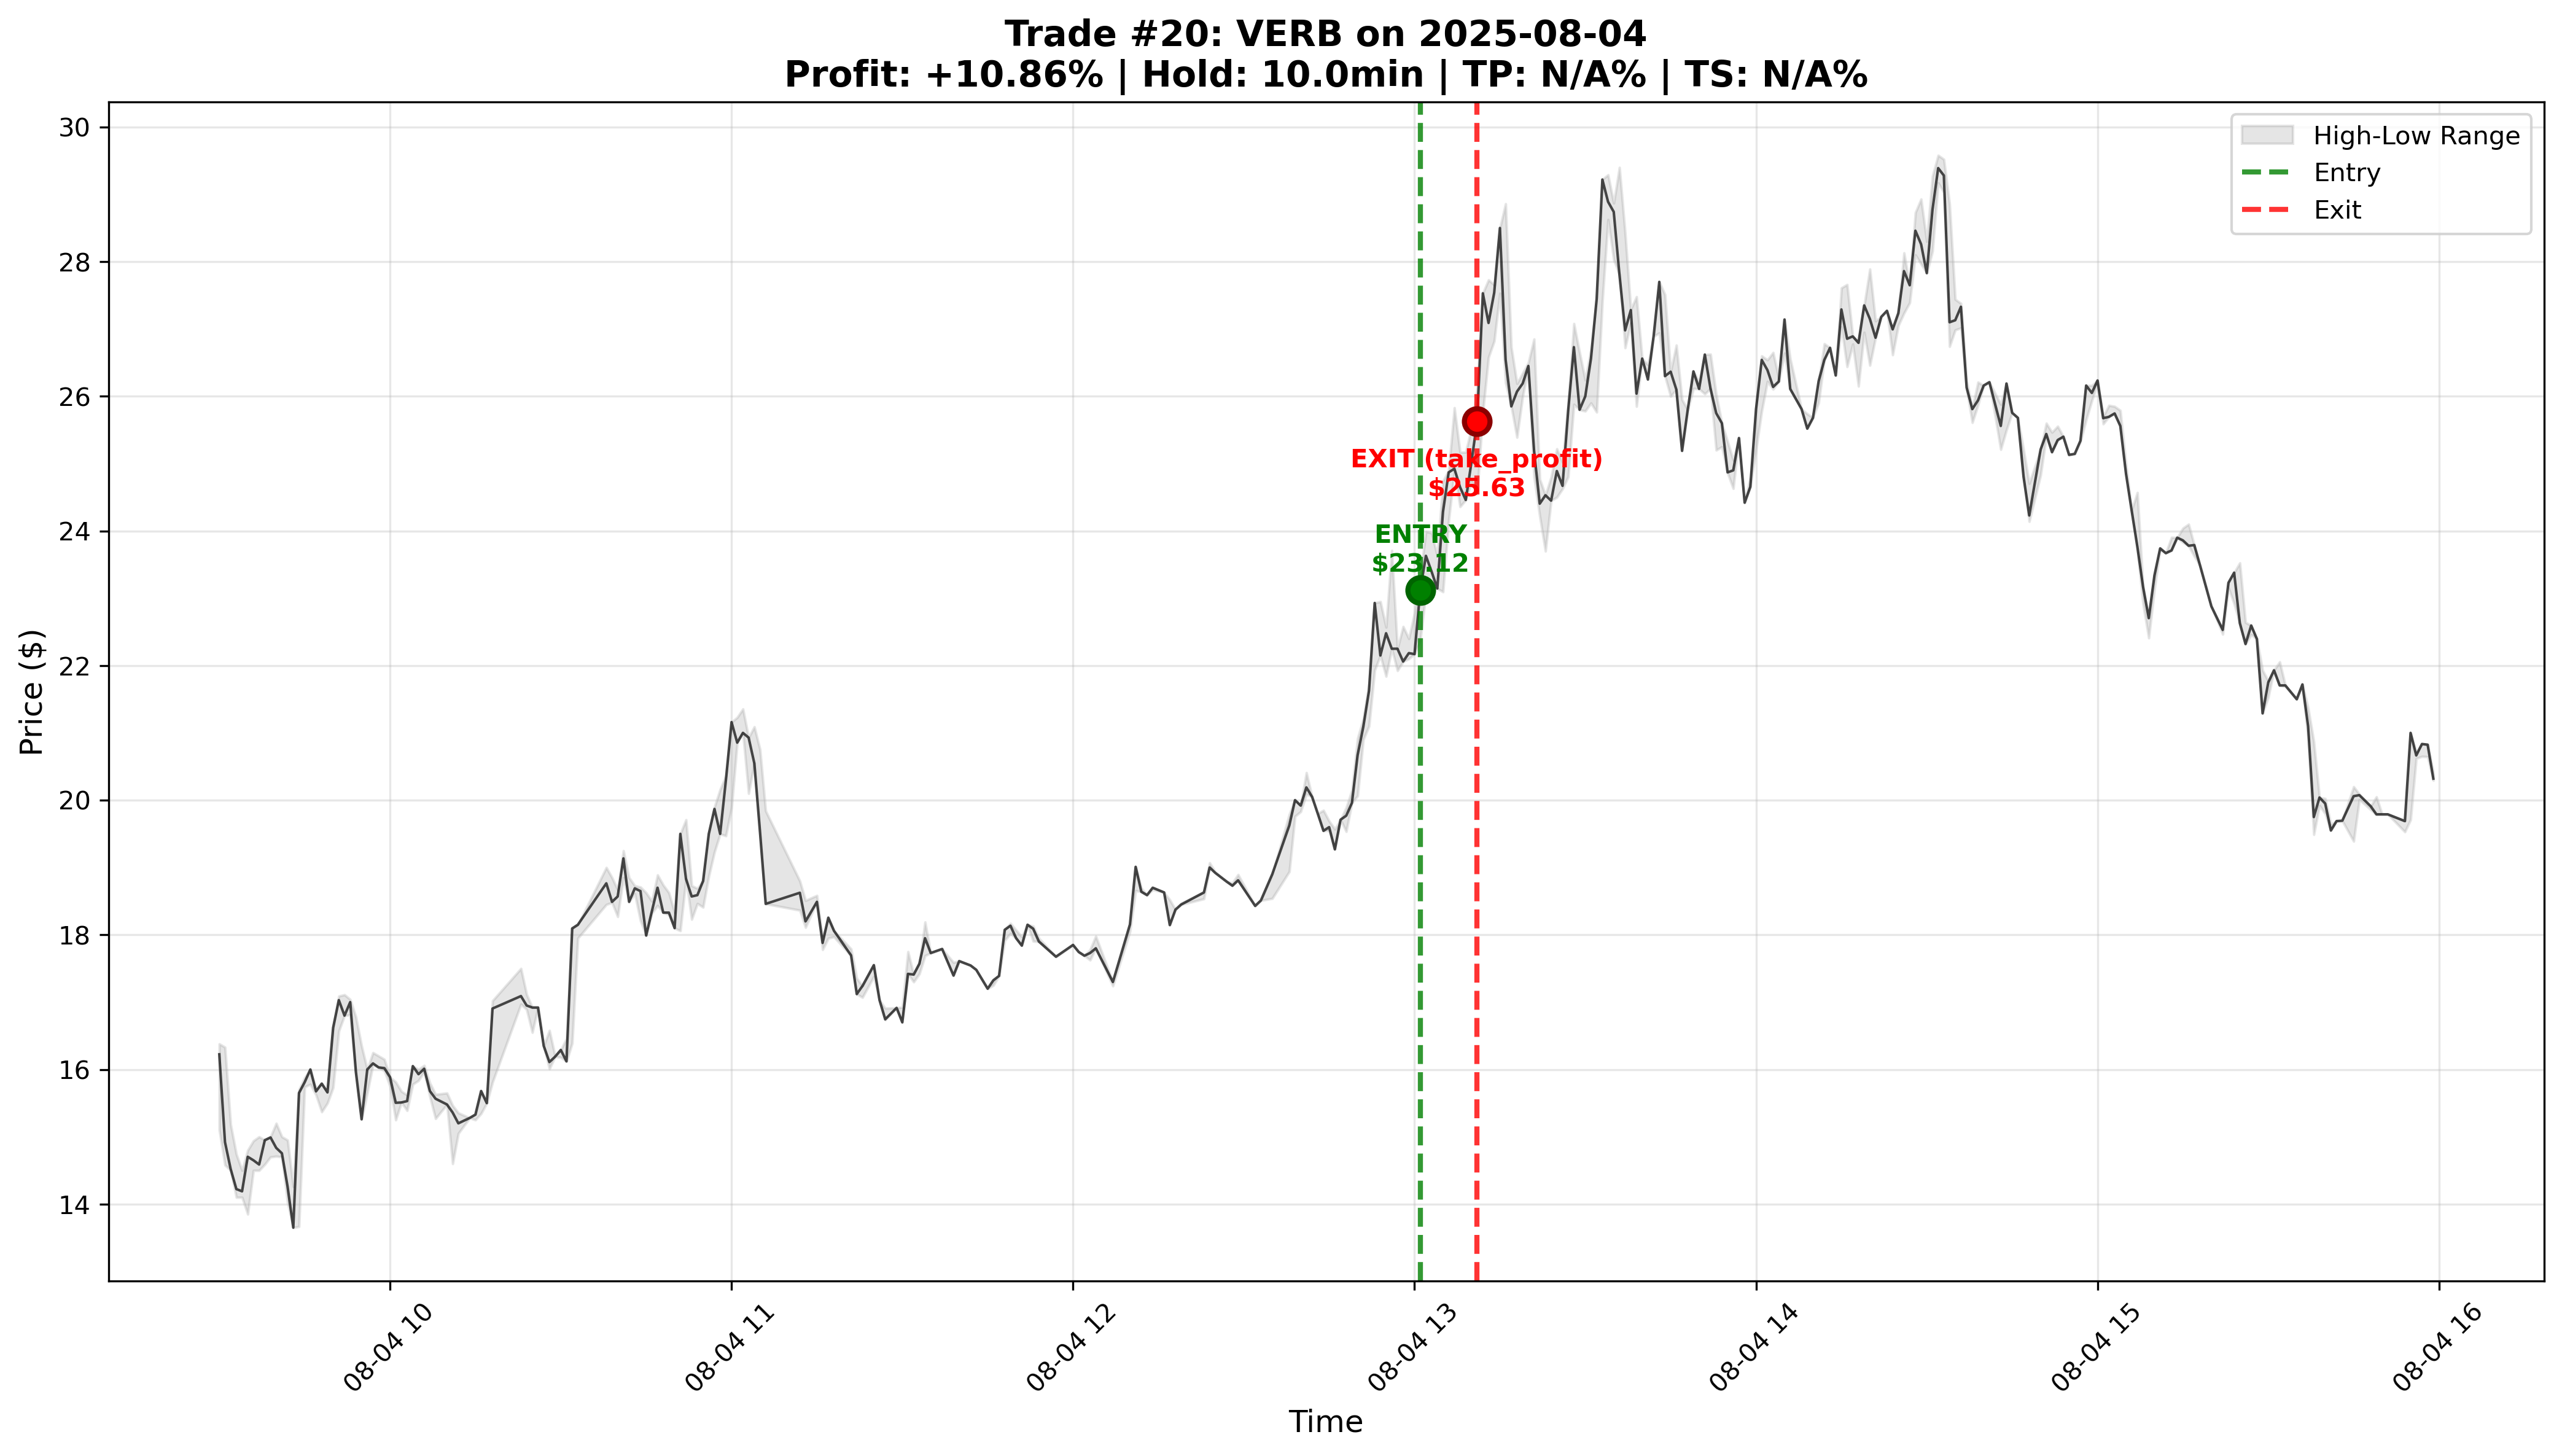 Trade #20: VERB on 2025-08-04
Profit: +10.86% | Hold: 10.0min | TP: N/A% | TS: N/A%
High-Low Range
Entry
Exit
30
28
26
24
22
20
18
16
14
Price ($)
EXIT (take_profit)
$25.63
ENTRY
$23.12
08-04 10
08-04 11
08-04 12
08-04 13
08-04 14
08-04 15
08-04 16
Time